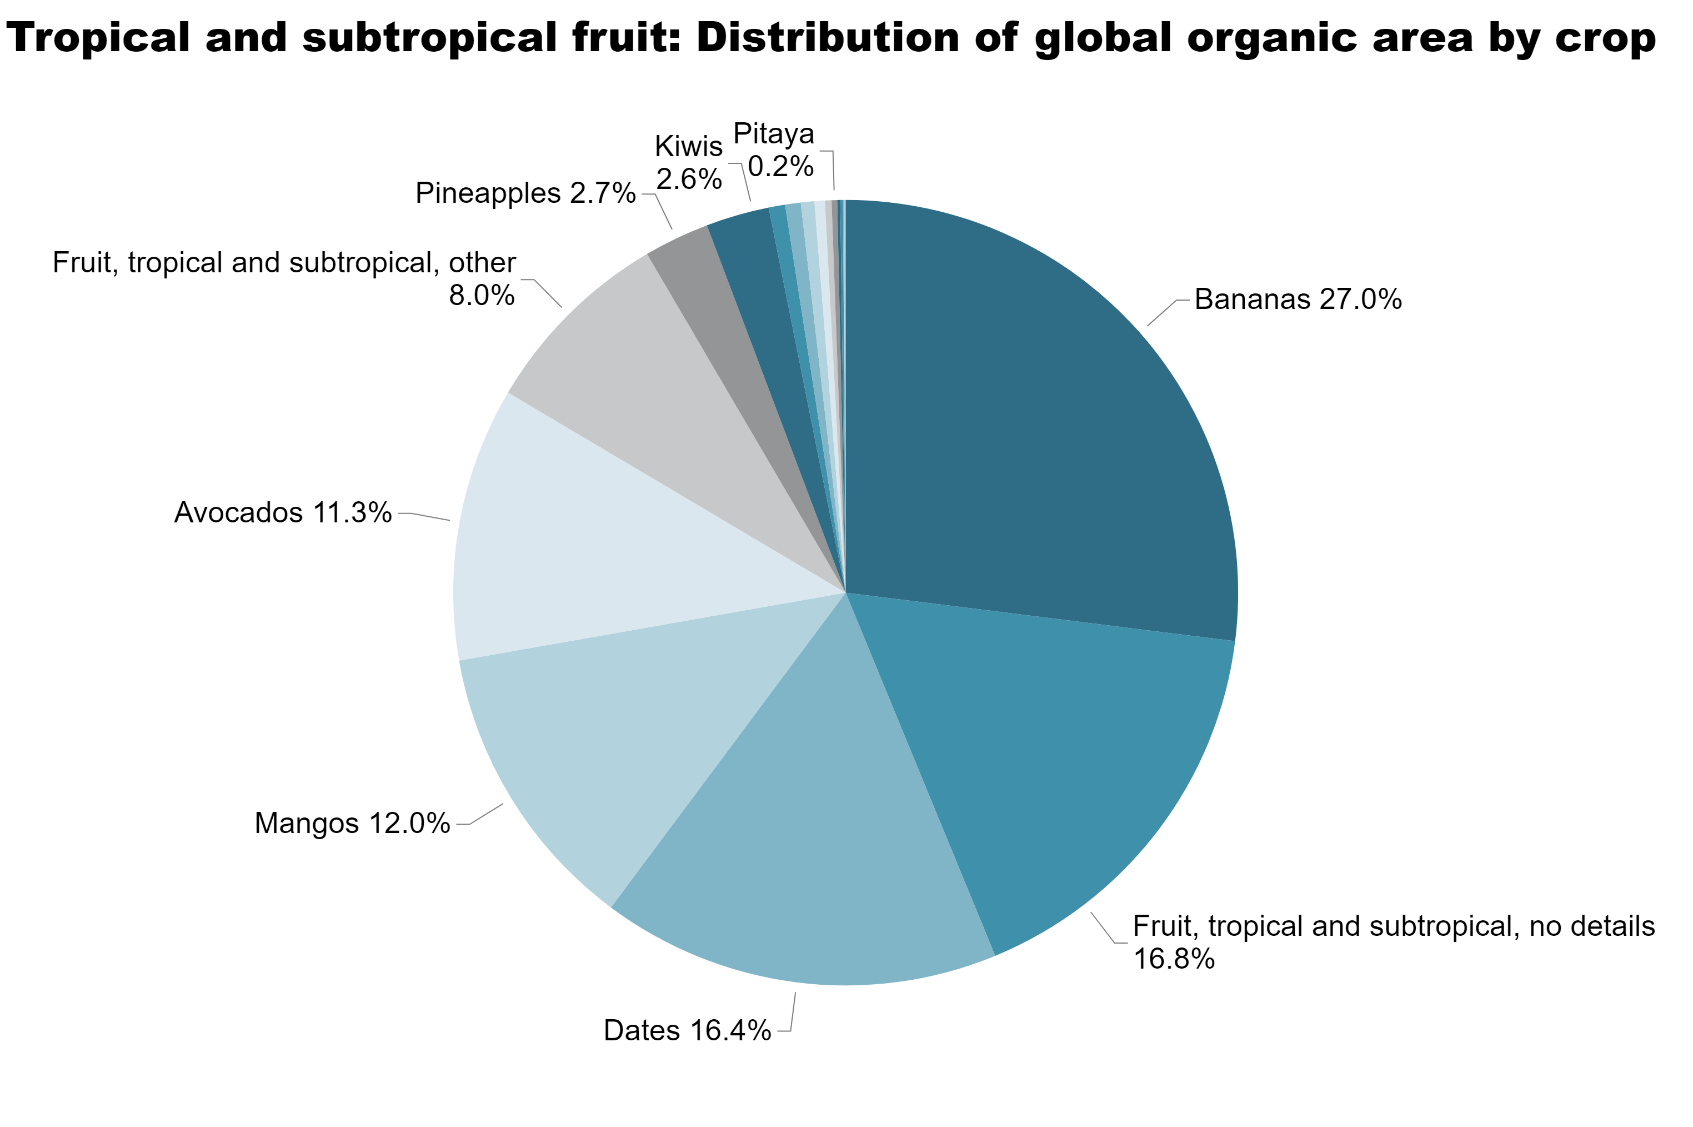 Tropical and subtropical fruit: Distribution of global organic area by crop
Pitaya
0.2%
Kiwis
2.6%
Pineapples 2.7%
Fruit, tropical and subtropical, other
8.0%
Bananas 27.0%
Avocados 11.3%
Mangos 12.0%
Fruit, tropical and subtropical, no details
16.8%
Dates 16.4%